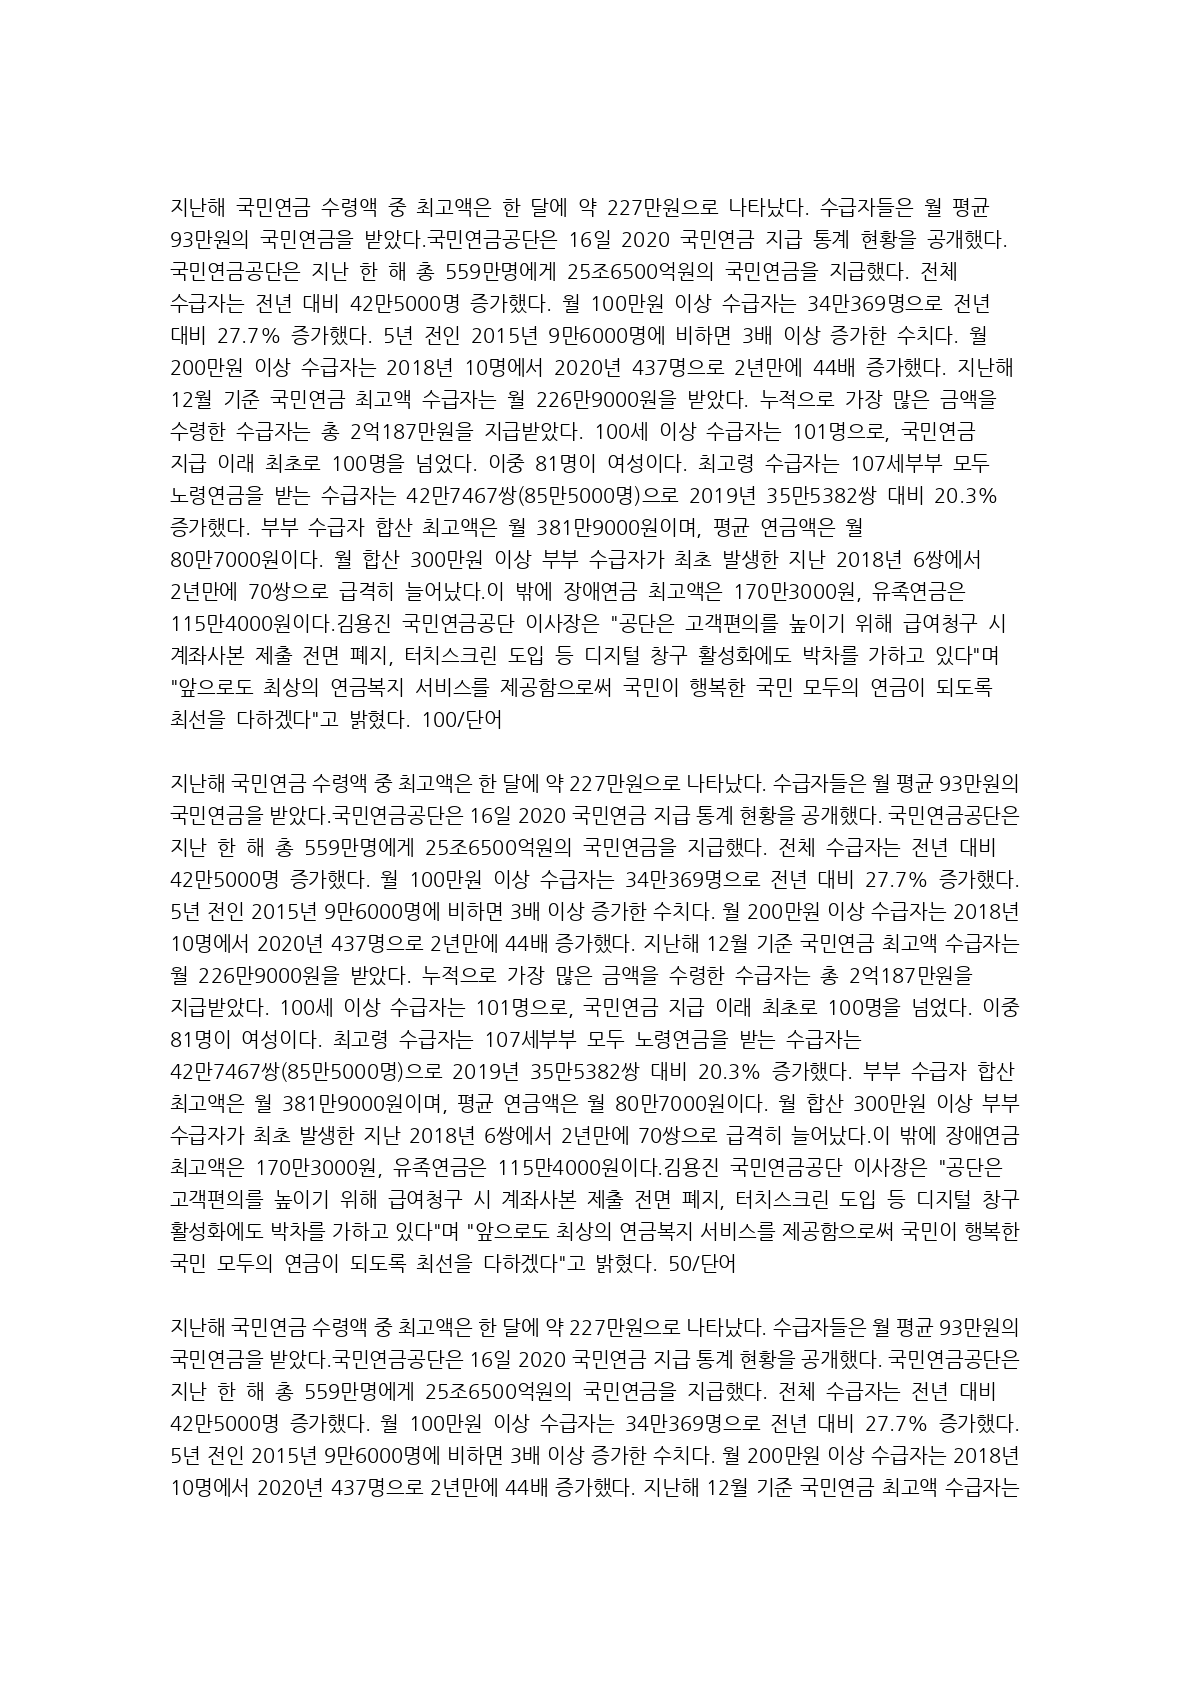 지난해 국민연금 수령액 중 최고액은 한 달에 약 227만원으로 나타났다. 수급자들은 월 평균
93만원의 국민연금을 받았다.국민연금공단은 16일 2020 국민연금 지급 통계 현황을 공개했다.
국민연금공단은 지난 한 해 총 559만명에게 25조6500억원의 국민연금을 지급했다. 전체
수급자는 전년 대비 42만5000명 증가했다. 월 100만원 이상 수급자는 34만369명으로 전년
대비 27.7% 증가했다. 5년 전인 2015년 9만6000명에 비하면 3배 이상 증가한 수치다. 월
200만원 이상 수급자는 2018년 10명에서 2020년 437명으로 2년만에 44배 증가했다. 지난해
12월 기준 국민연금 최고액 수급자는 월 226만9000원을 받았다. 누적으로 가장 많은 금액을
수령한 수급자는 총 2억187만원을 지급받았다. 100세 이상 수급자는 101명으로, 국민연금
지급 이래 최초로 100명을 넘었다. 이중 81명이 여성이다. 최고령 수급자는 107세부부 모두
노령연금을 받는 수급자는 42만7467쌍(85만5000명)으로 2019년 35만5382쌍 대비 20.3%
증가했다. 부부 수급자 합산 최고액은 월 381만9000원이며, 평균 연금액은 월
80만7000원이다. 월 합산 300만원 이상 부부 수급자가 최초 발생한 지난 2018년 6쌍에서
2년만에 70쌍으로 급격히 늘어났다.이 밖에 장애연금 최고액은 170만3000원, 유족연금은
115만4000원이다.김용진 국민연금공단 이사장은 "공단은 고객편의를 높이기 위해 급여청구 시
계좌사본 제출 전면 폐지, 터치스크린 도입 등 디지털 창구 활성화에도 박차를 가하고 있다"며
"앞으로도 최상의 연금복지 서비스를 제공함으로써 국민이 행복한 국민 모두의 연금이 되도록
최선을 다하겠다"고 밝혔다. 100/단어
지난해 국민연금 수령액 중 최고액은 한 달에 약 227만원으로 나타났다. 수급자들은 월 평균 93만원의
국민연금을 받았다.국민연금공단은 16일 2020 국민연금 지급 통계 현황을 공개했다. 국민연금공단은
지난 한 해 총 559만명에게 25조6500억원의 국민연금을 지급했다. 전체 수급자는 전년 대비
42만5000명 증가했다. 월 100만원 이상 수급자는 34만369명으로 전년 대비 27.7% 증가했다.
5년 전인 2015년 9만6000명에 비하면 3배 이상 증가한 수치다. 월 200만원 이상 수급자는 2018년
10명에서 2020년 437명으로 2년만에 44배 증가했다. 지난해 12월 기준 국민연금 최고액 수급자는
월 226만9000원을 받았다. 누적으로 가장 많은 금액을 수령한 수급자는 총 2억187만원을
지급받았다. 100세 이상 수급자는 101명으로, 국민연금 지급 이래 최초로 100명을 넘었다. 이중
81명이 여성이다. 최고령 수급자는 107세부부 모두 노령연금을 받는 수급자는
42만7467쌍(85만5000명)으로 2019년 35만5382쌍 대비 20.3% 증가했다. 부부 수급자 합산
최고액은 월 381만9000원이며, 평균 연금액은 월 80만7000원이다. 월 합산 300만원 이상 부부
수급자가 최초 발생한 지난 2018년 6쌍에서 2년만에 70쌍으로 급격히 늘어났다.이 밖에 장애연금
최고액은 170만3000원, 유족연금은 115만4000원이다.김용진 국민연금공단 이사장은 "공단은
고객편의를 높이기 위해 급여청구 시 계좌사본 제출 전면 폐지, 터치스크린 도입 등 디지털 창구
활성화에도 박차를 가하고 있다"며 "앞으로도 최상의 연금복지 서비스를 제공함으로써 국민이 행복한
국민 모두의 연금이 되도록 최선을 다하겠다"고 밝혔다. 50/단어
지난해 국민연금 수령액 중 최고액은 한 달에 약 227만원으로 나타났다. 수급자들은 월 평균 93만원의
국민연금을 받았다.국민연금공단은 16일 2020 국민연금 지급 통계 현황을 공개했다. 국민연금공단은
지난 한 해 총 559만명에게 25조6500억원의 국민연금을 지급했다. 전체 수급자는 전년 대비
42만5000명 증가했다. 월 100만원 이상 수급자는 34만369명으로 전년 대비 27.7% 증가했다.
5년 전인 2015년 9만6000명에 비하면 3배 이상 증가한 수치다. 월 200만원 이상 수급자는 2018년
10명에서 2020년 437명으로 2년만에 44배 증가했다. 지난해 12월 기준 국민연금 최고액 수급자는